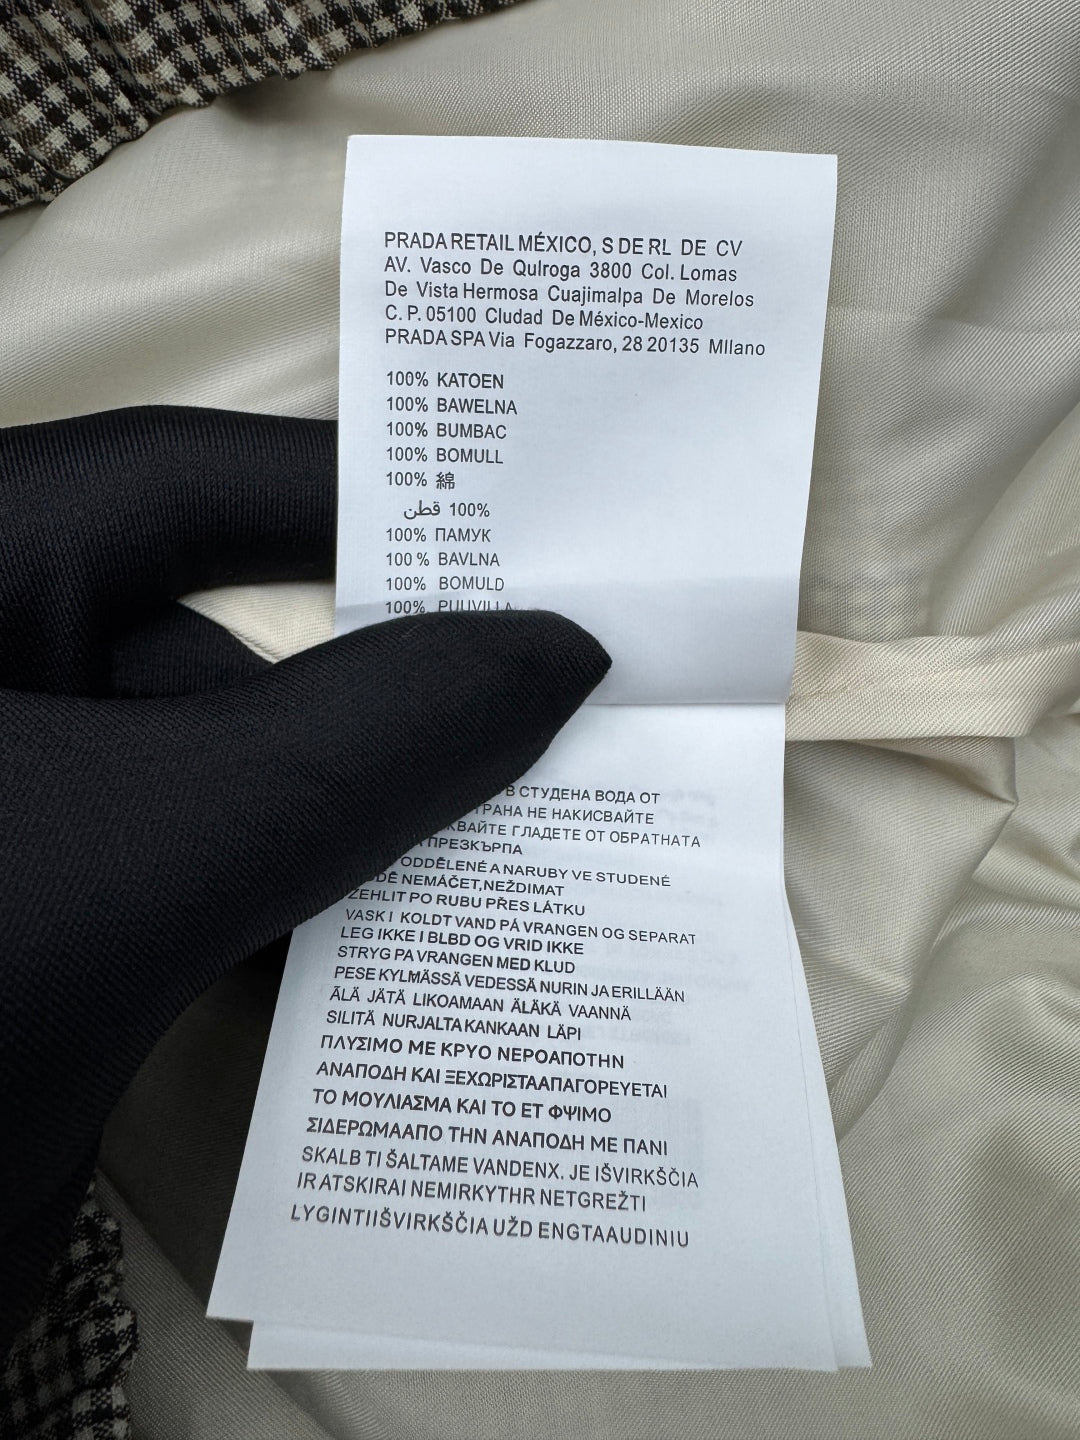 PRADA RETAIL MÉXICO, S DE RL DE CV
AV. Vasco De Qulroga 3800 Col. Lomas
De Vista Hermosa Cuajimalpa De Morelos
C. P. 05100 Cludad De México-Mexico
PRADA SPA Via Fogazzaro, 28 20135 MIlano
100% KATOEN
100% BAWELNA
100% BUMBAC
100% BOMULL
100% 綿
100% قطن
100% ПАМУК
100 % BAVLNA
100% BOMULD
100% PUUVILLA
В СТУДЕНА ВОДА ОТ
ТРАНА НЕ НАКИСВАЙТЕ
КВАЙТЕ ГЛАДЕТЕ ОТ ОБРАТНАТА
ПРЕЗКЪРПА
ODDĚLENÉ A NARUBY VE STUDENÉ
ODĚ NEMÁČET,NEŽDIMAT
ŽEHLIT PO RUBU PŘES LÁTKU
VASK I KOLDT VAND PÁ VRANGEN OG SEPARAT
LEG IKKE I BLBD OG VRID IKKE
STRYG PA VRANGEN MED KLUD
PESE KYLMÄSSÄ VEDESSÄ NURIN JA ERILLÄÄN
ÄLÄ JÄTÄ LIKOAMAAN ÄLÄKÄ VAANNÄ
SILITÄ NURJALTA KANKAAN LÄPI
ΠΛΥΣΙΜΟ ΜΕ ΚΡΥΟ ΝΕΡΟΑΠΟΤΗΝ
ΑΝΑΠΟΔΗ ΚΑΙ ΞΕΧΩΡΙΣΤΑΑΠΑΓΟΡΕΥΕΤΑΙ
ΤΟ ΜΟΥΛΙΑΣΜΑ ΚΑΙ ΤΟ ΕΤ ΦΨΙΜΟ
ΣΙΔΕΡΩΜΑΑΠΟ ΤΗΝ ΑΝΑΠΟΔΗ ΜΕ ΠΑΝΙ
SKALB TI ŠALTAME VANDENX. JE IŠVIRKŠČIA
IR ATSKIRAI NEMIRKYTHR NETGREŽTI
LYGINTIIŠVIRKŠČIA UŽD ENGTAAUDINIU